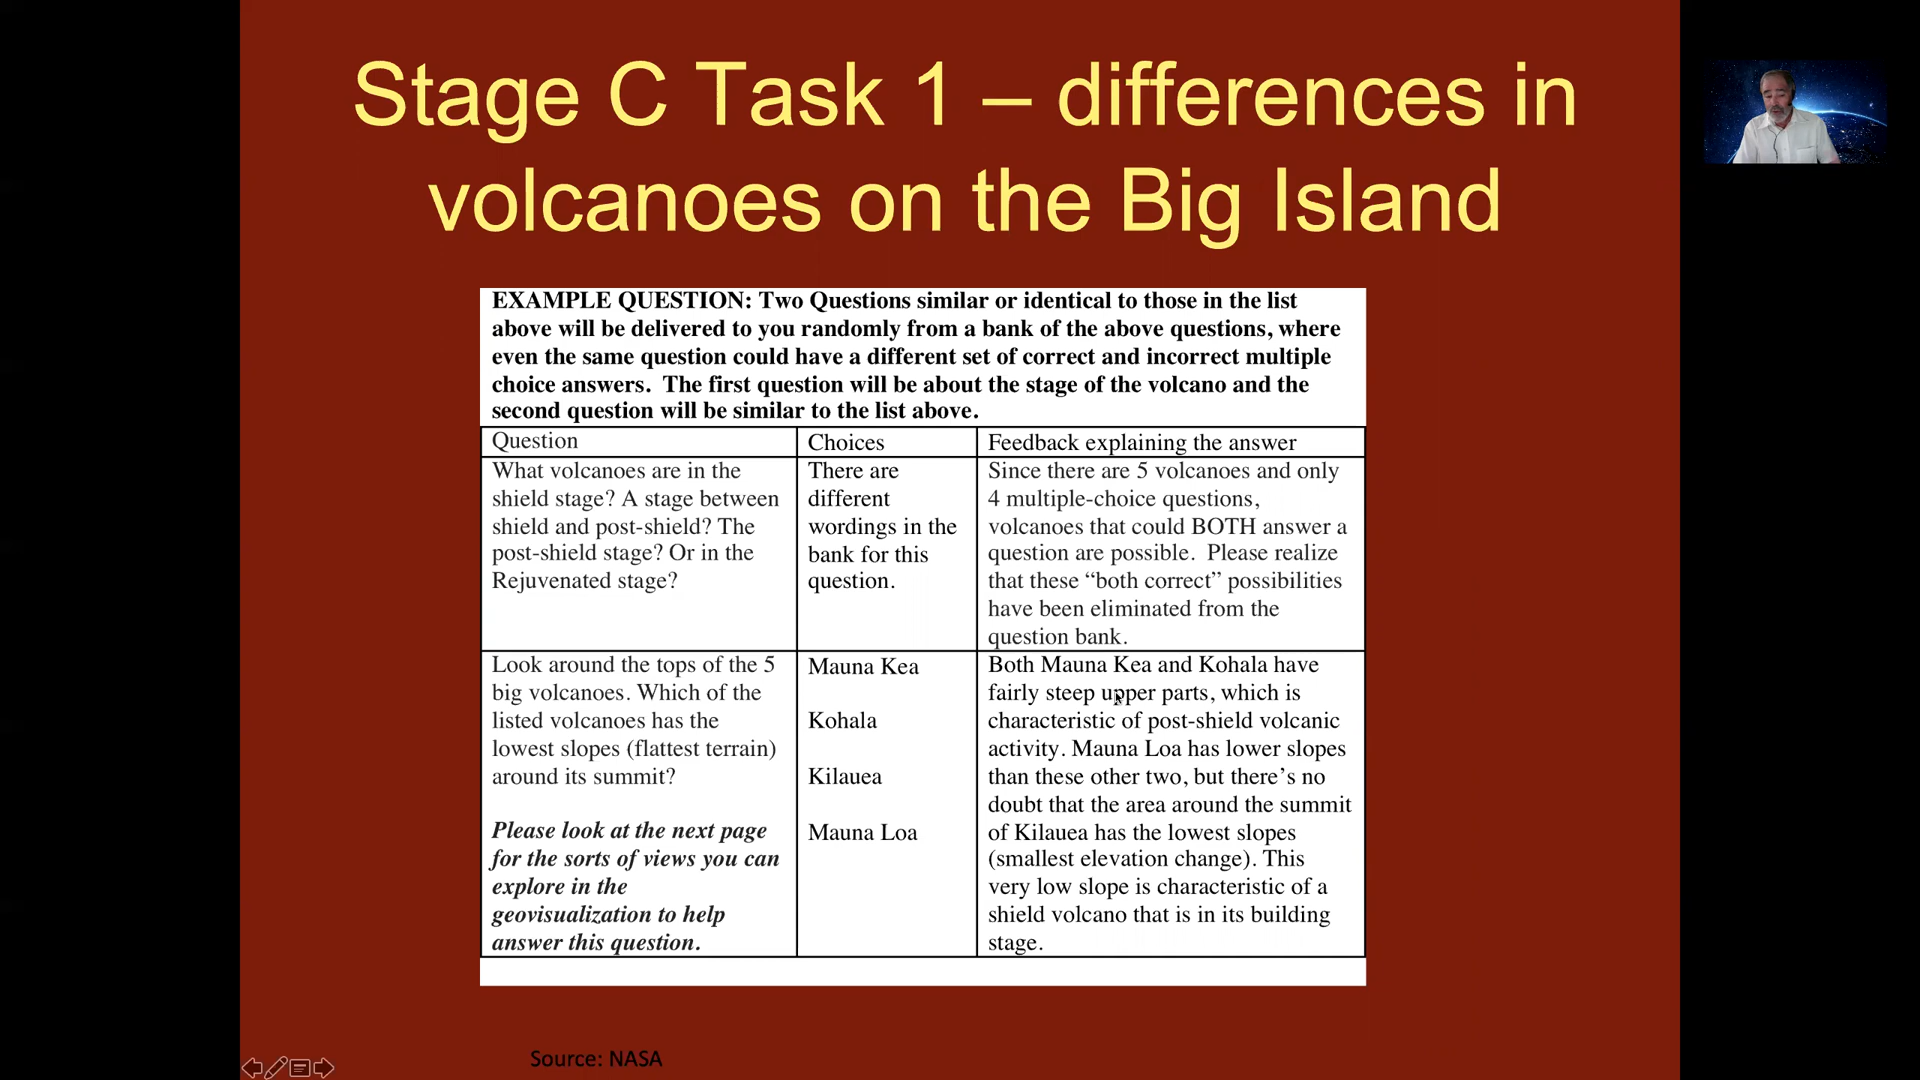 Stage C Task 1 – differences in
volcanoes on the Big Island
EXAMPLE QUESTION: Two Questions similar or identical to those in the list
above will be delivered to you randomly from a bank of the above questions, where
even the same question could have a different set of correct and incorrect multiple
choice answers.  The first question will be about the stage of the volcano and the
second question will be similar to the list above.
Question
Choices
Feedback explaining the answer
What volcanoes are in the
shield stage? A stage between
shield and post-shield? The
post-shield stage? Or in the
Rejuvenated stage?
There are
different
wordings in the
bank for this
question.
Since there are 5 volcanoes and only
4 multiple-choice questions,
volcanoes that could BOTH answer a
question are possible.  Please realize
that these “both correct” possibilities
have been eliminated from the
question bank.
Look around the tops of the 5
big volcanoes. Which of the
listed volcanoes has the
lowest slopes (flattest terrain)
around its summit?
Please look at the next page
for the sorts of views you can
explore in the
geovisualization to help
answer this question.
Mauna Kea
Kohala
Kilauea
Mauna Loa
Both Mauna Kea and Kohala have
fairly steep upper parts, which is
characteristic of post-shield volcanic
activity. Mauna Loa has lower slopes
than these other two, but there’s no
doubt that the area around the summit
of Kilauea has the lowest slopes
(smallest elevation change). This
very low slope is characteristic of a
shield volcano that is in its building
stage.
Source: NASA